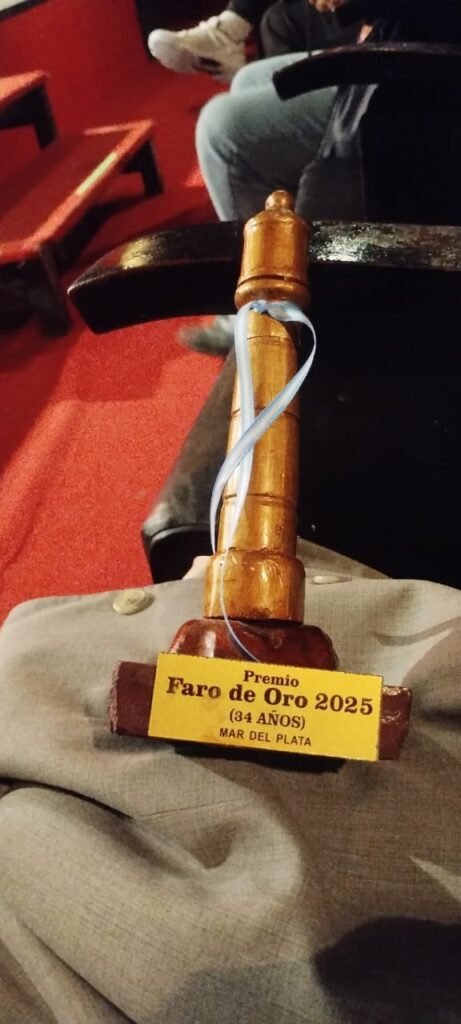 Premio
Faro de Oro 2025
(34 AÑOS)
MAR DEL PLATA